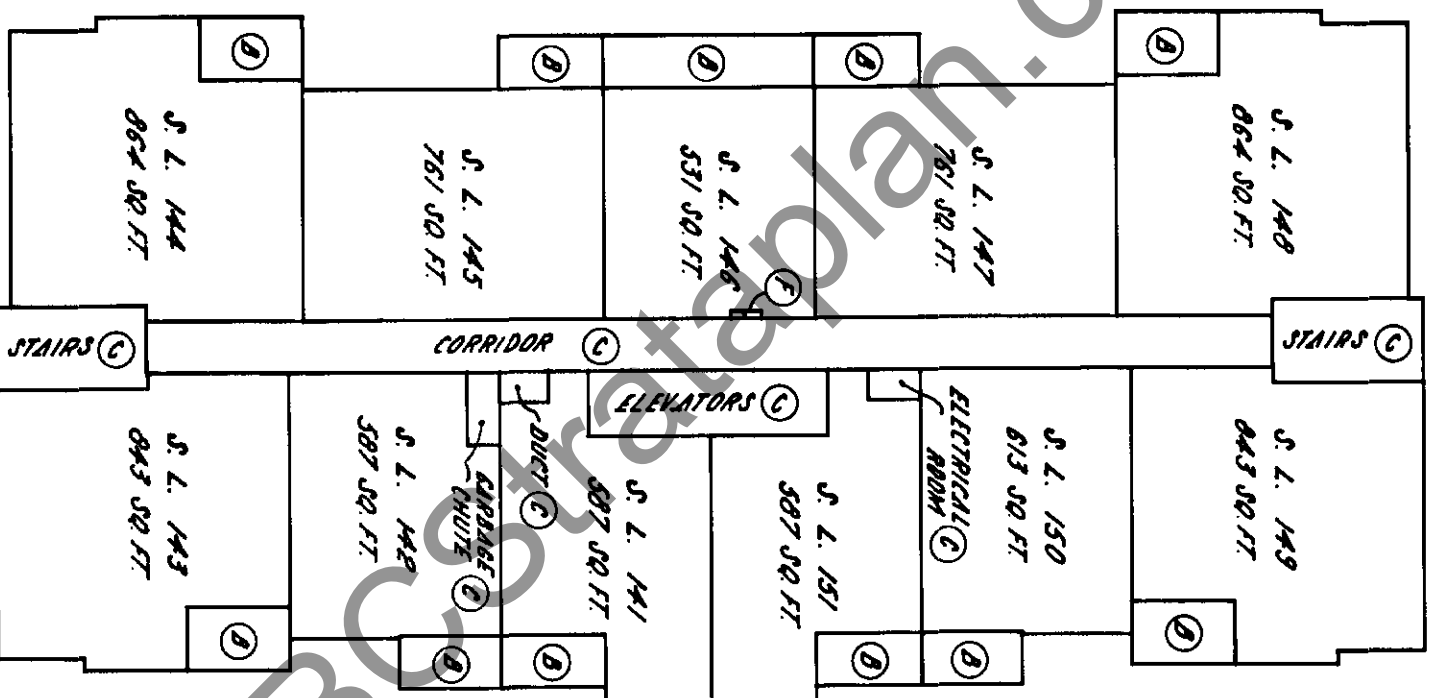 B
B
B
B
B
S. L. 144
864 SQ. FT.
S. L. 145
761 SQ FT.
S. L. 146
531 SQ. FT.
F
S. L. 147
761 SQ. FT.
S. L. 148
864 SQ. FT.
STAIRS C
CORRIDOR C
STAIRS C
ELEVATORS C
S. L. 143
843 SQ. FT.
S. L. 142
587 SQ. FT.
GARBAGE
CHUTE C
DUCT C
S. L. 141
587 SQ. FT.
S. L. 151
587 SQ. FT.
ELECTRICAL
ROOM C
S. L. 150
613 SQ FT
S. L. 149
843 SQ. FT.
B
B
B
B
B
B
BCStrataplan.c